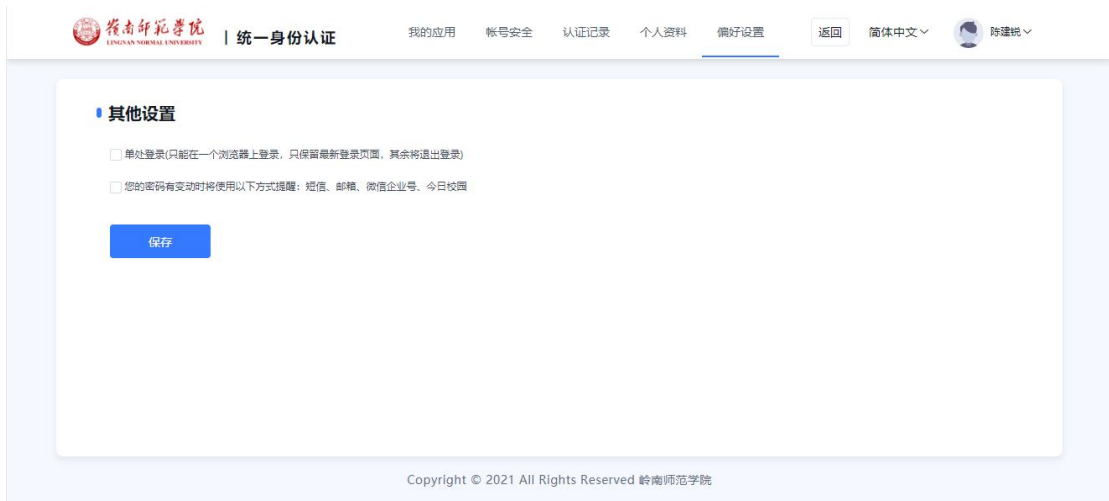 嶺南師範學院
LINGNAN NORMAL UNIVERSITY
| 统一身份认证
我的应用 帐号安全 认证记录 个人资料 偏好设置 返回 简体中文 陈建锐
其他设置
单处登录(只能在一个浏览器上登录，只保留最新登录页面，其余将退出登录)
您的密码有变动时将使用以下方式提醒：短信、邮箱、微信企业号、今日校园
保存
Copyright © 2021 All Rights Reserved 岭南师范学院